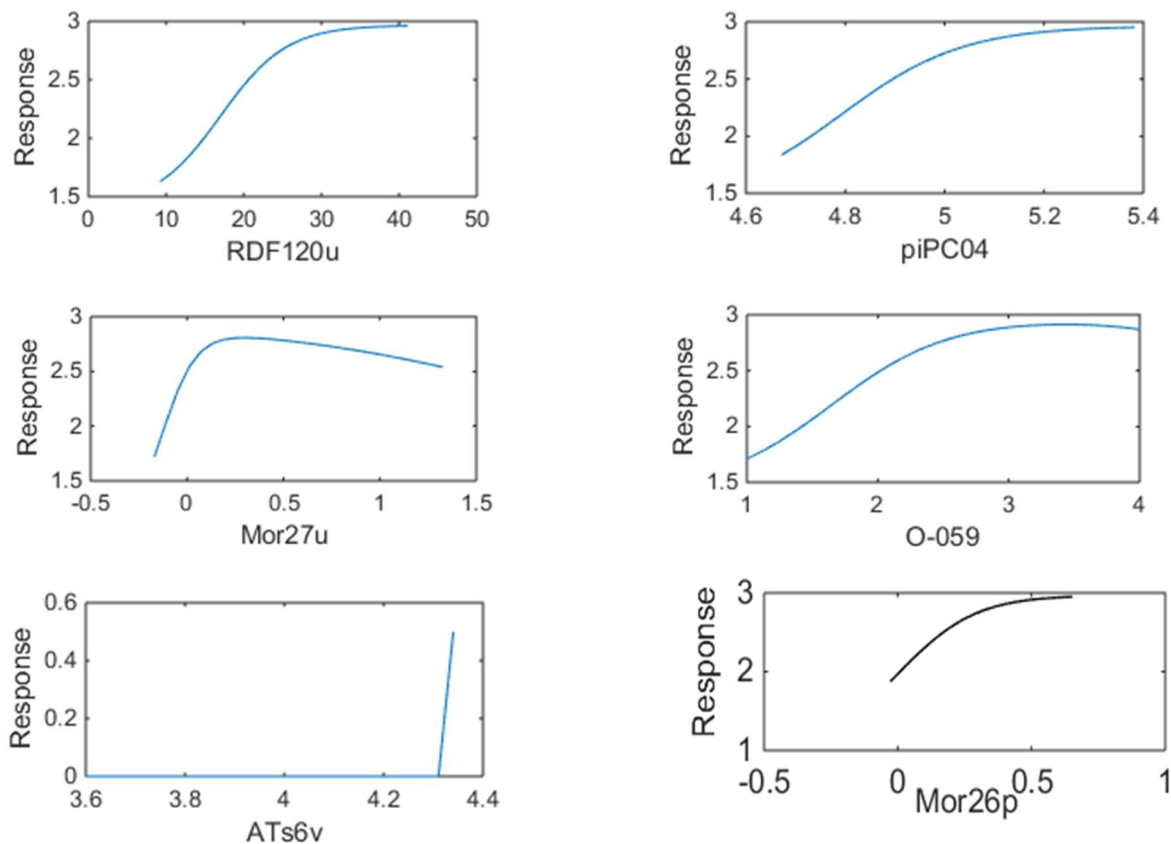 3
2.5
2
1.5
Response
0 10 20 30 40 50
RDF120u
3
2.5
2
1.5
Response
4.6 4.8 5 5.2 5.4
piPC04
3
2.5
2
1.5
Response
-0.5 0 0.5 1 1.5
Mor27u
3
2.5
2
1.5
Response
1 2 3 4
O-059
0.6
0.4
0.2
0
Response
3.6 3.8 4 4.2 4.4
ATs6v
3
2
1
Response
-0.5 0 0.5 1
Mor26p